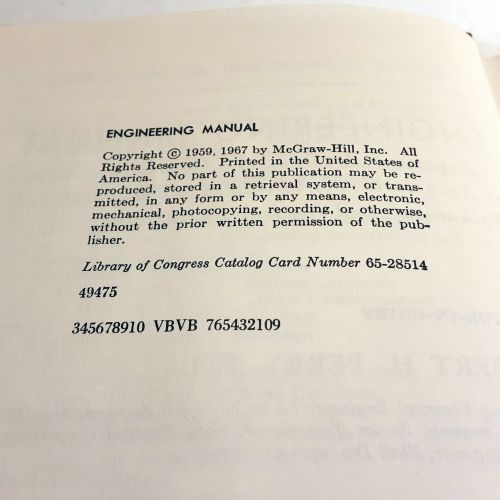 ENGINEERING MANUAL
Copyright © 1959, 1967 by McGraw-Hill, Inc. All
Rights Reserved. Printed in the United States of
America. No part of this publication may be re-
produced, stored in a retrieval system, or trans-
mitted, in any form or by any means, electronic,
mechanical, photocopying, recording, or otherwise,
without the prior written permission of the pub-
lisher.
Library of Congress Catalog Card Number 65-28514
49475
345678910 VBVB 765432109